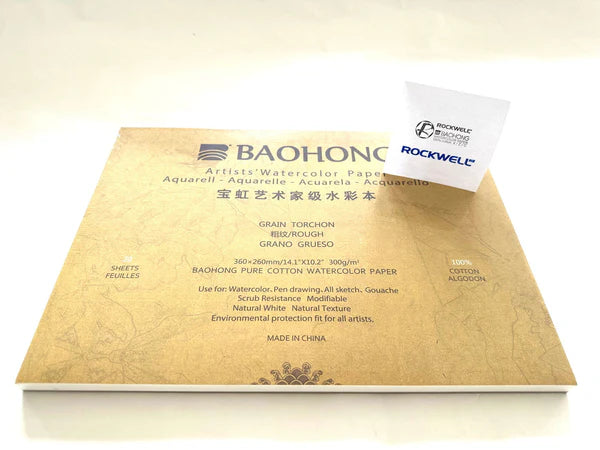 BAOHONG
Artists' Watercolor Paper
Aquarell - Aquarelle - Acuarela - Acquarello
宝虹艺术家级水彩本
GRAIN TORCHON
粗纹/ROUGH
GRANO GRUESO
360×260mm/14.1"X10.2" 300g/m²
BAOHONG PURE COTTON WATERCOLOR PAPER
20
SHEETS
FEUILLES
100%
COTTON
ALGODON
Use for: Watercolor. Pen drawing. All sketch. Gouache
Scrub Resistance Modifiable
Natural White Natural Texture
Environmental protection fit for all artists.
MADE IN CHINA
ROCKWELL
BAOHONG
ROCKWELL